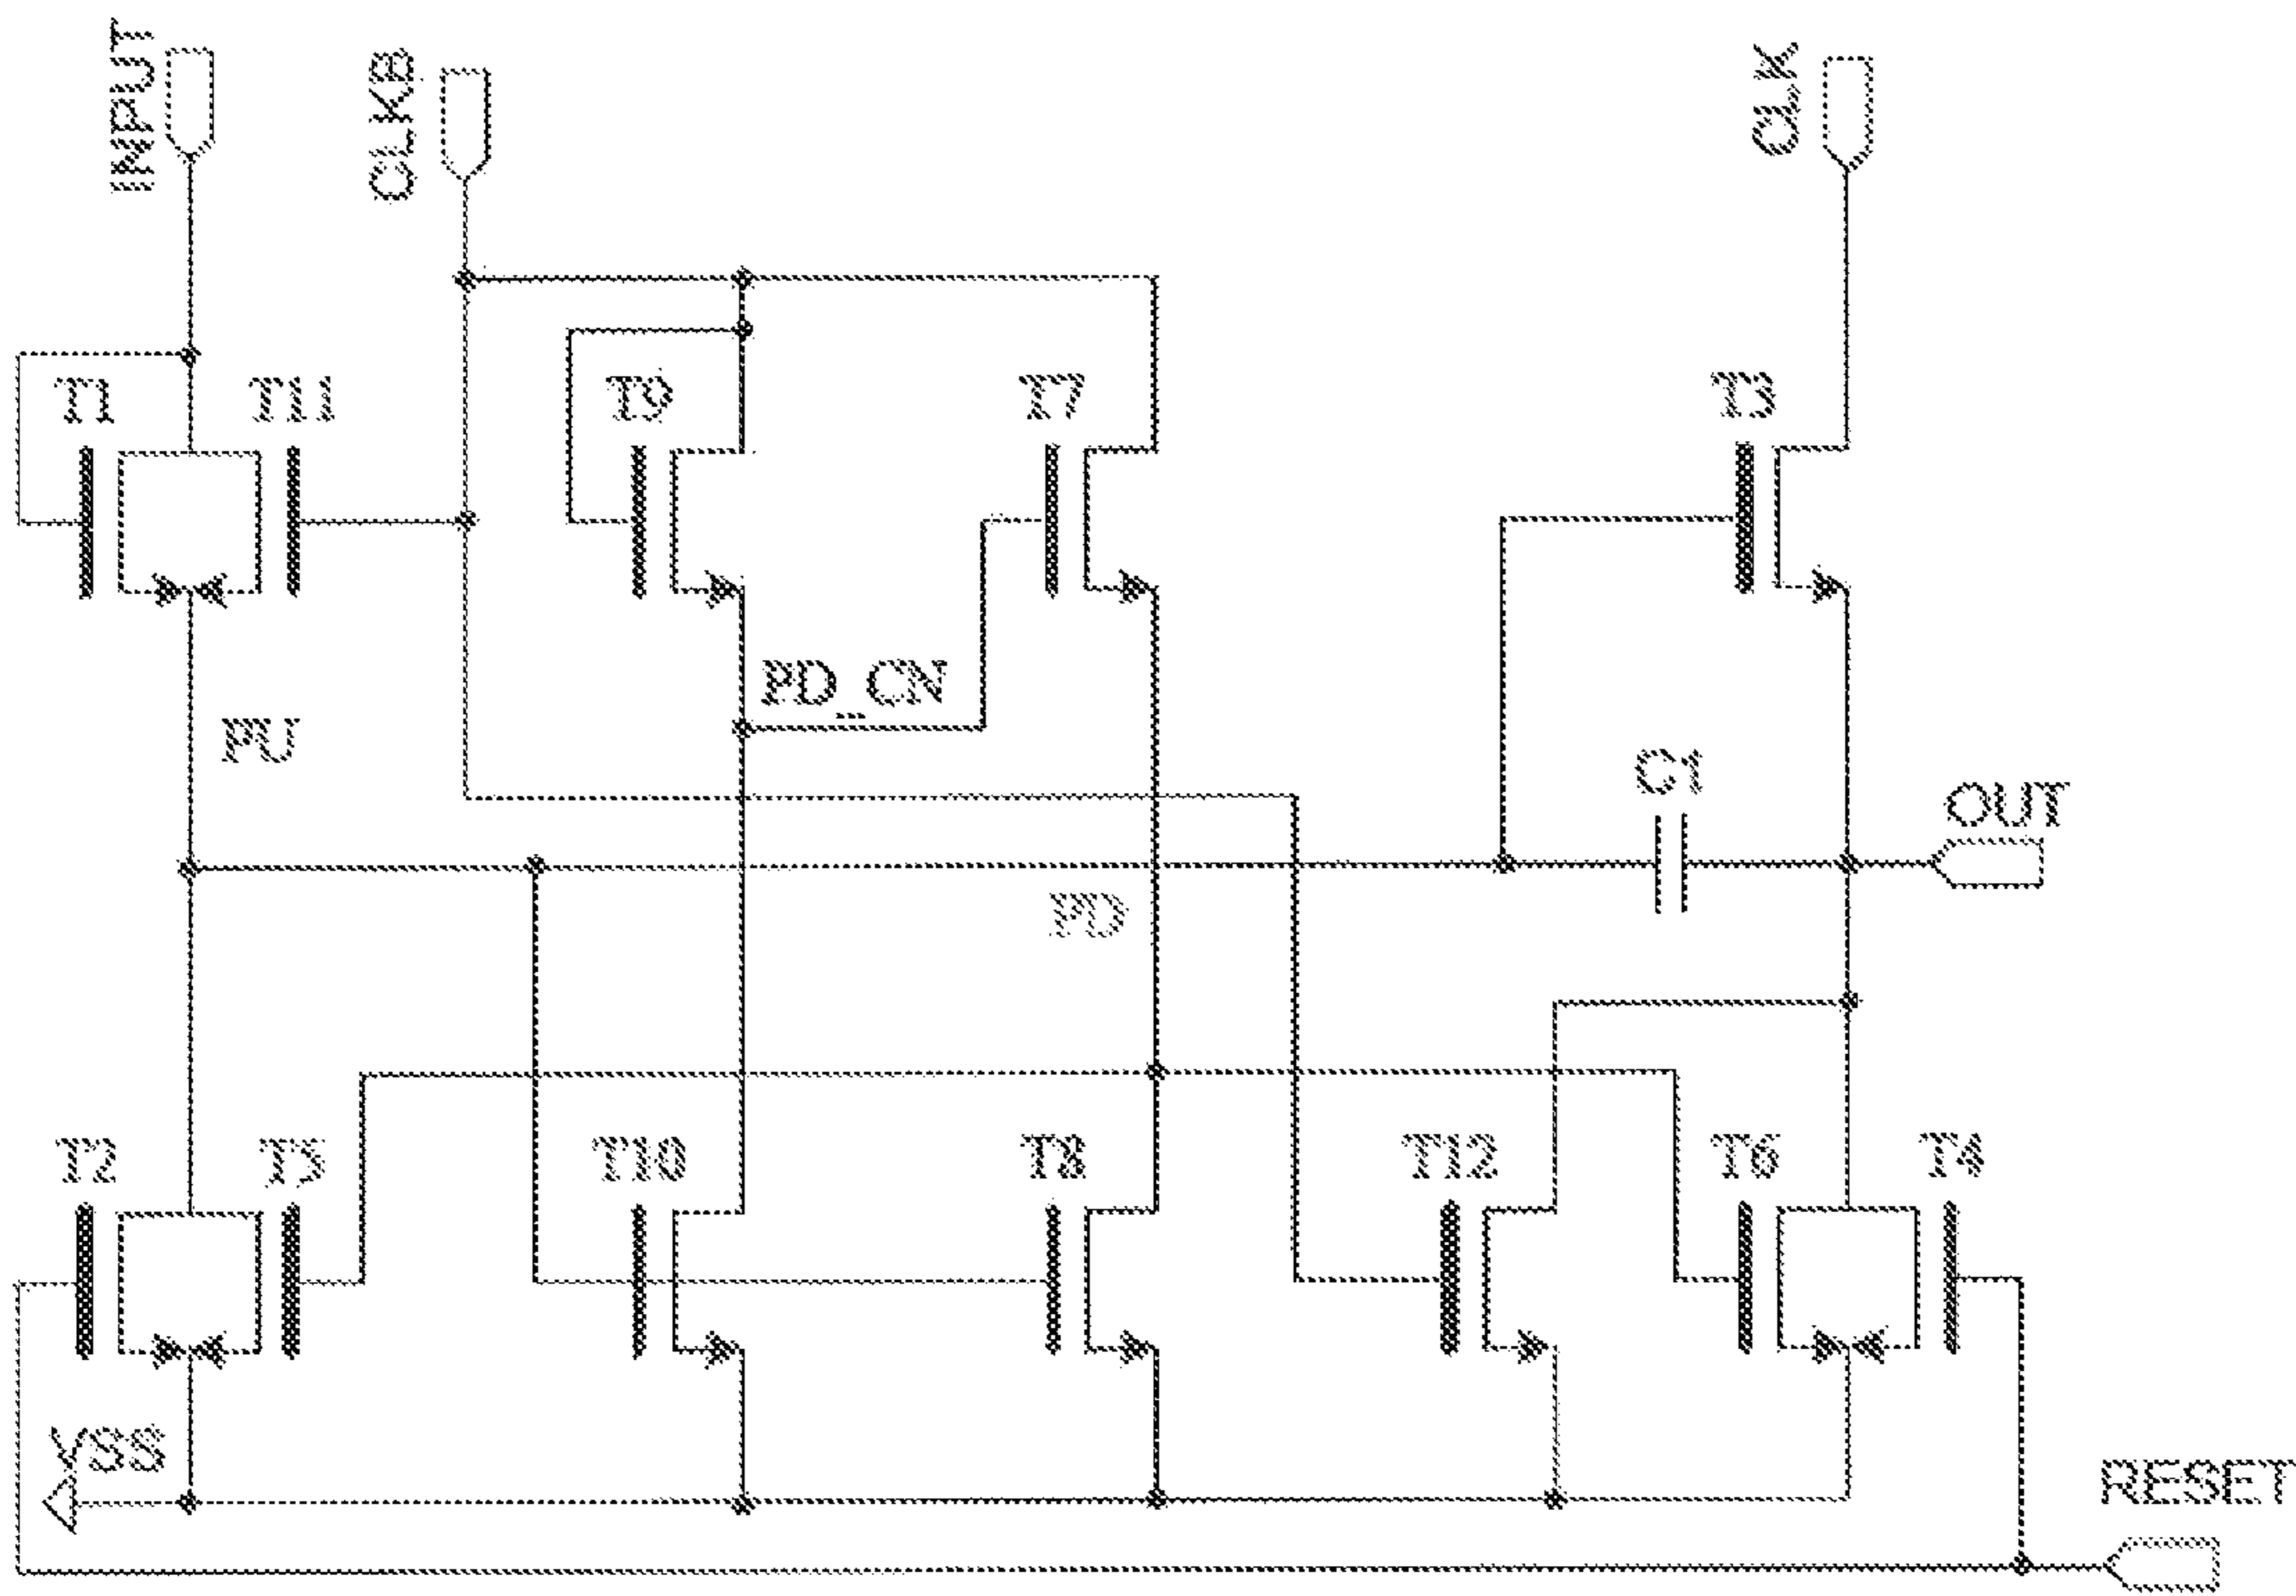 INPUT
CLKB
CLK
T1
T11
T9
T7
T3
PD_CN
PU
C1
OUT
PD
T2
T5
T10
T8
T12
T6
T4
VSS
RESET